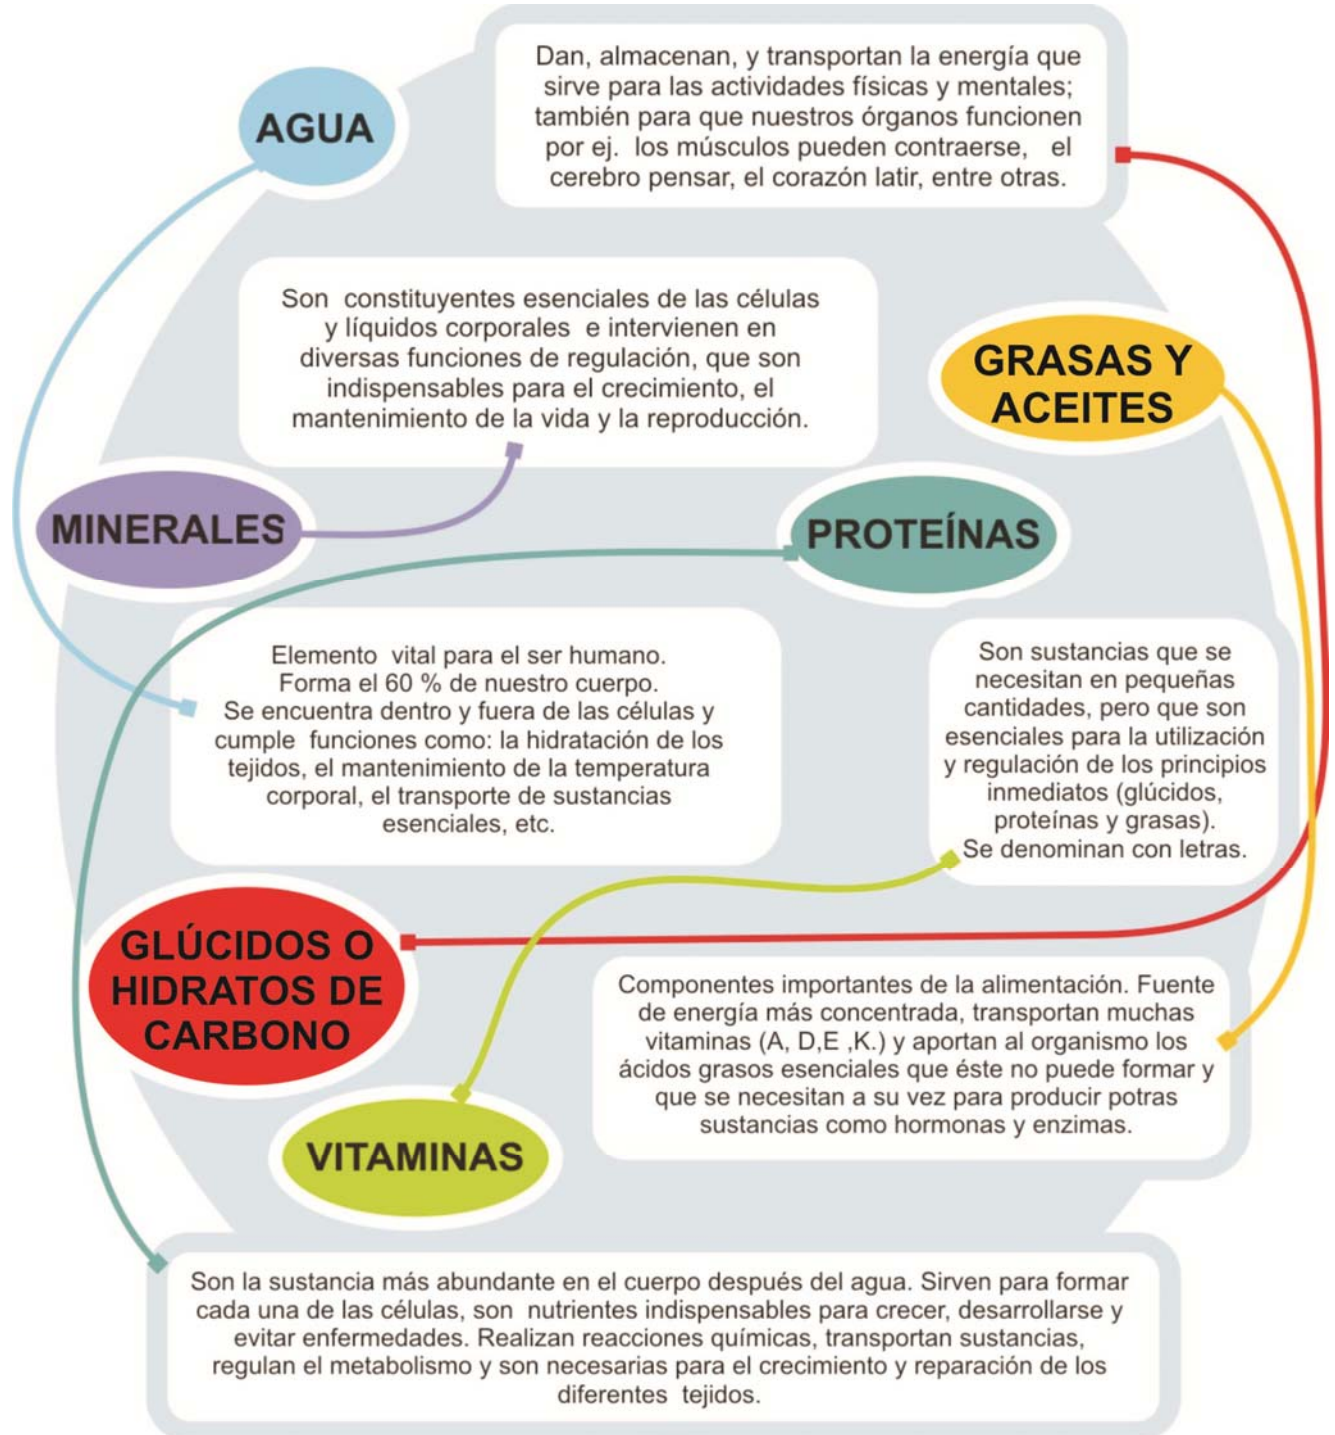 AGUA
Dan, almacenan, y transportan la energía que
sirve para las actividades físicas y mentales;
también para que nuestros órganos funcionen
por ej. los músculos pueden contraerse, el
cerebro pensar, el corazón latir, entre otras.
Son constituyentes esenciales de las células
y líquidos corporales e intervienen en
diversas funciones de regulación, que son
indispensables para el crecimiento, el
mantenimiento de la vida y la reproducción.
GRASAS Y
ACEITES
MINERALES
PROTEÍNAS
Elemento vital para el ser humano.
Forma el 60 % de nuestro cuerpo.
Se encuentra dentro y fuera de las células y
cumple funciones como: la hidratación de los
tejidos, el mantenimiento de la temperatura
corporal, el transporte de sustancias
esenciales, etc.
Son sustancias que se
necesitan en pequeñas
cantidades, pero que son
esenciales para la utilización
y regulación de los principios
inmediatos (glúcidos,
proteínas y grasas).
Se denominan con letras.
GLÚCIDOS O
HIDRATOS DE
CARBONO
Componentes importantes de la alimentación. Fuente
de energía más concentrada, transportan muchas
vitaminas (A, D,E ,K.) y aportan al organismo los
ácidos grasos esenciales que éste no puede formar y
que se necesitan a su vez para producir potras
sustancias como hormonas y enzimas.
VITAMINAS
Son la sustancia más abundante en el cuerpo después del agua. Sirven para formar
cada una de las células, son nutrientes indispensables para crecer, desarrollarse y
evitar enfermedades. Realizan reacciones químicas, transportan sustancias,
regulan el metabolismo y son necesarias para el crecimiento y reparación de los
diferentes tejidos.